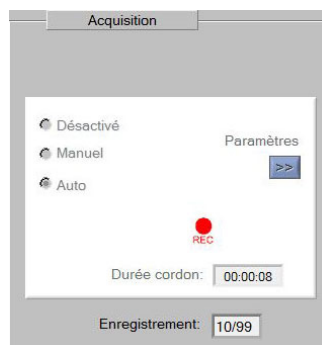 Acquisition
Désactivé
Manuel
Paramètres
>>
Auto
REC
Durée cordon: 00:00:08
Enregistrement: 10/99